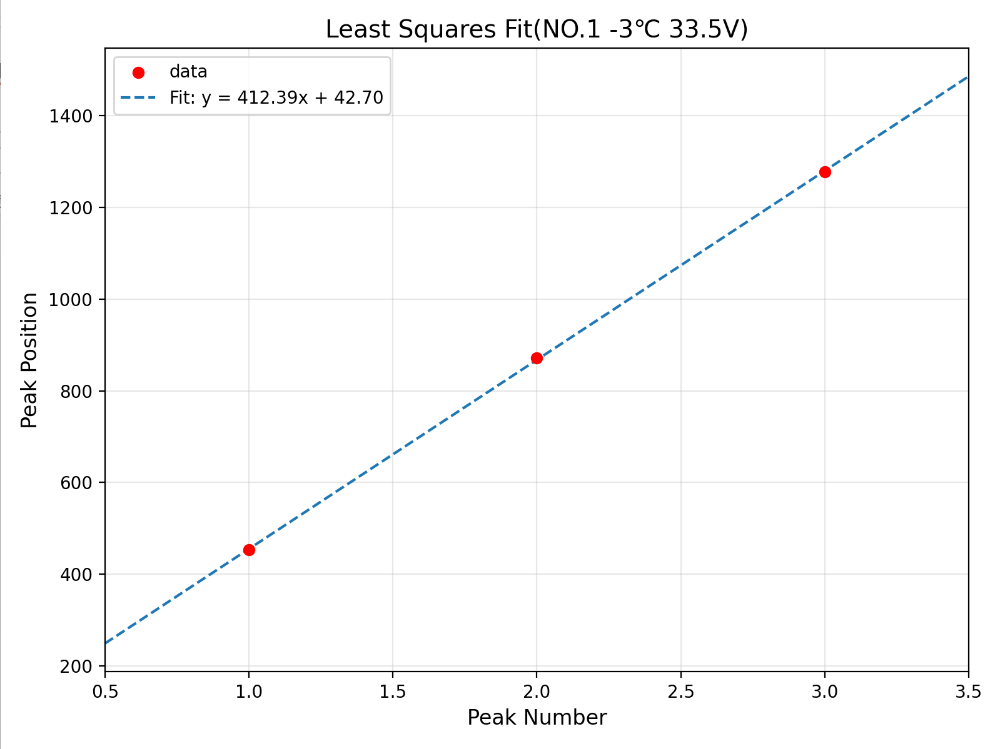 Least Squares Fit(NO.1 -3℃ 33.5V)
data
Fit: y = 412.39x + 42.70
1400
1200
1000
800
600
400
200
Peak Position
0.5 1.0 1.5 2.0 2.5 3.0 3.5
Peak Number